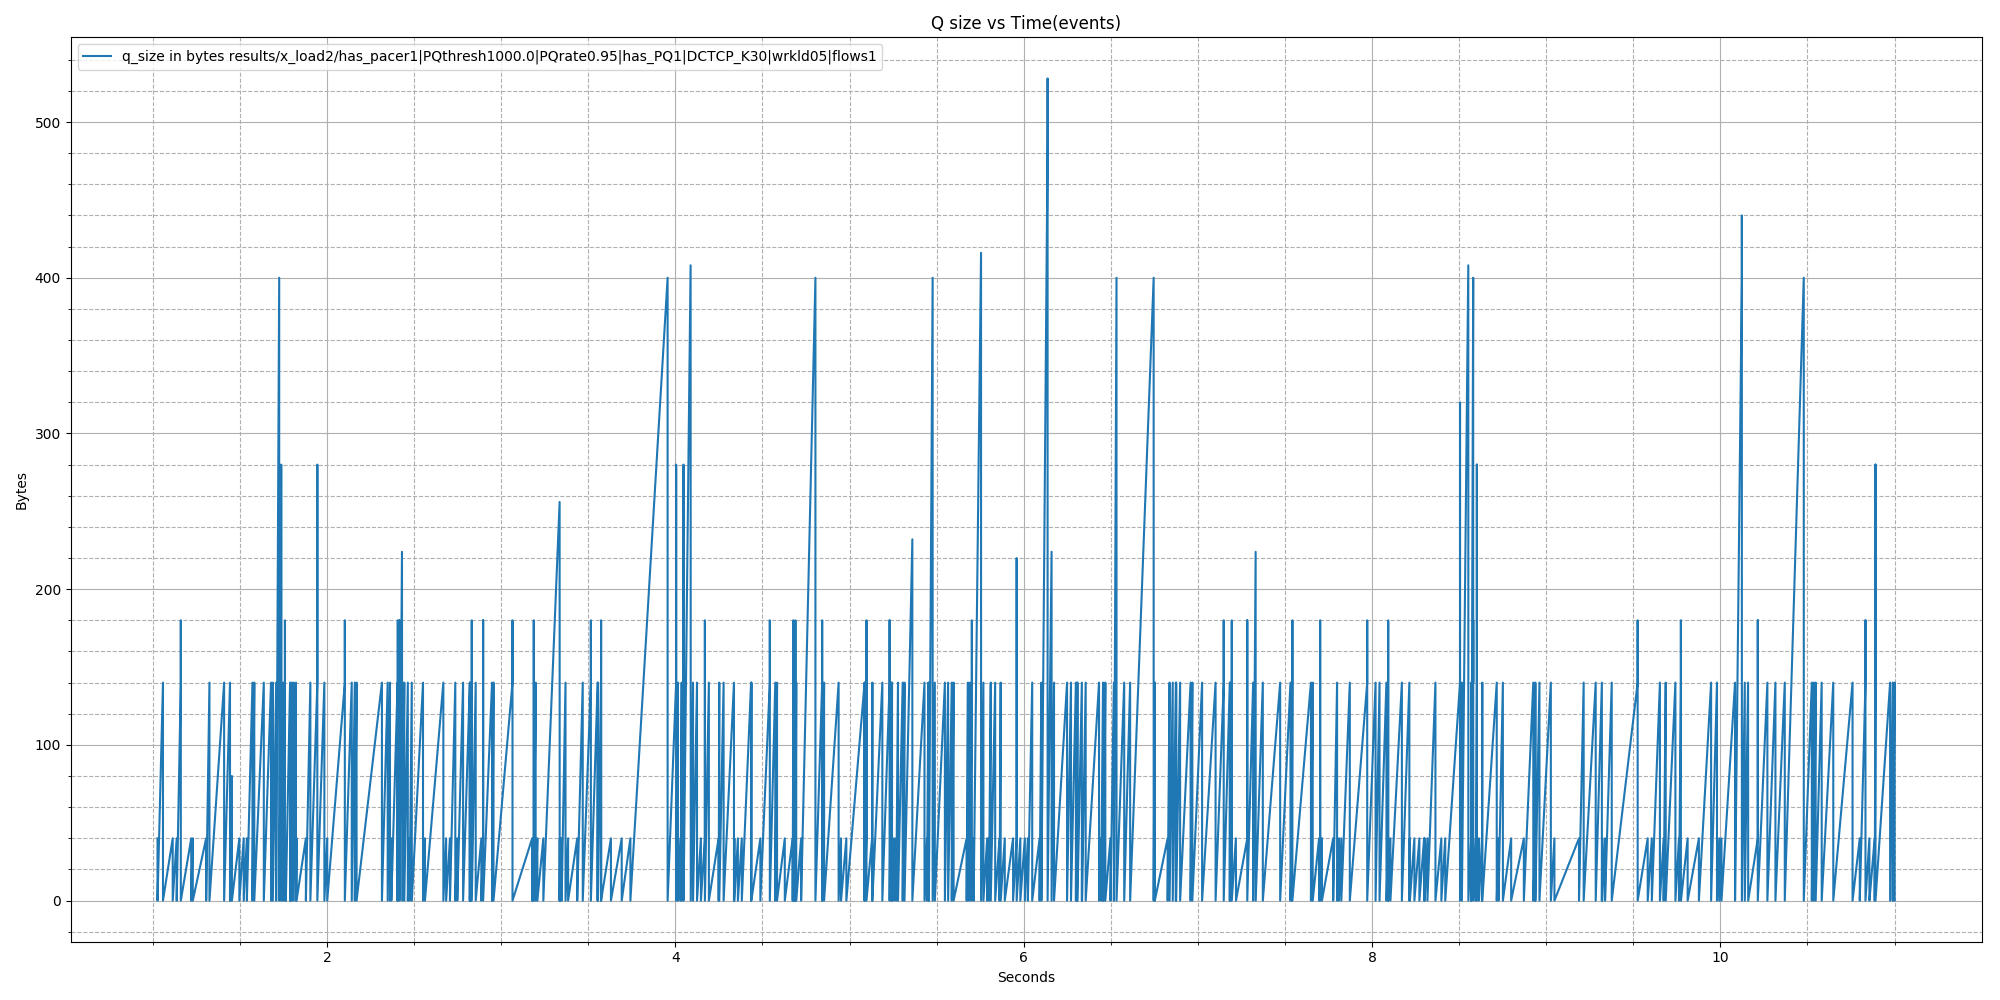 Q size vs Time(events)
q_size in bytes results/x_load2/has_pacer1|PQthresh1000.0|PQrate0.95|has_PQ1|DCTCP_K30|wrkld05|flows1
500
400
300
200
100
0
Bytes
2 4 6 8 10
Seconds